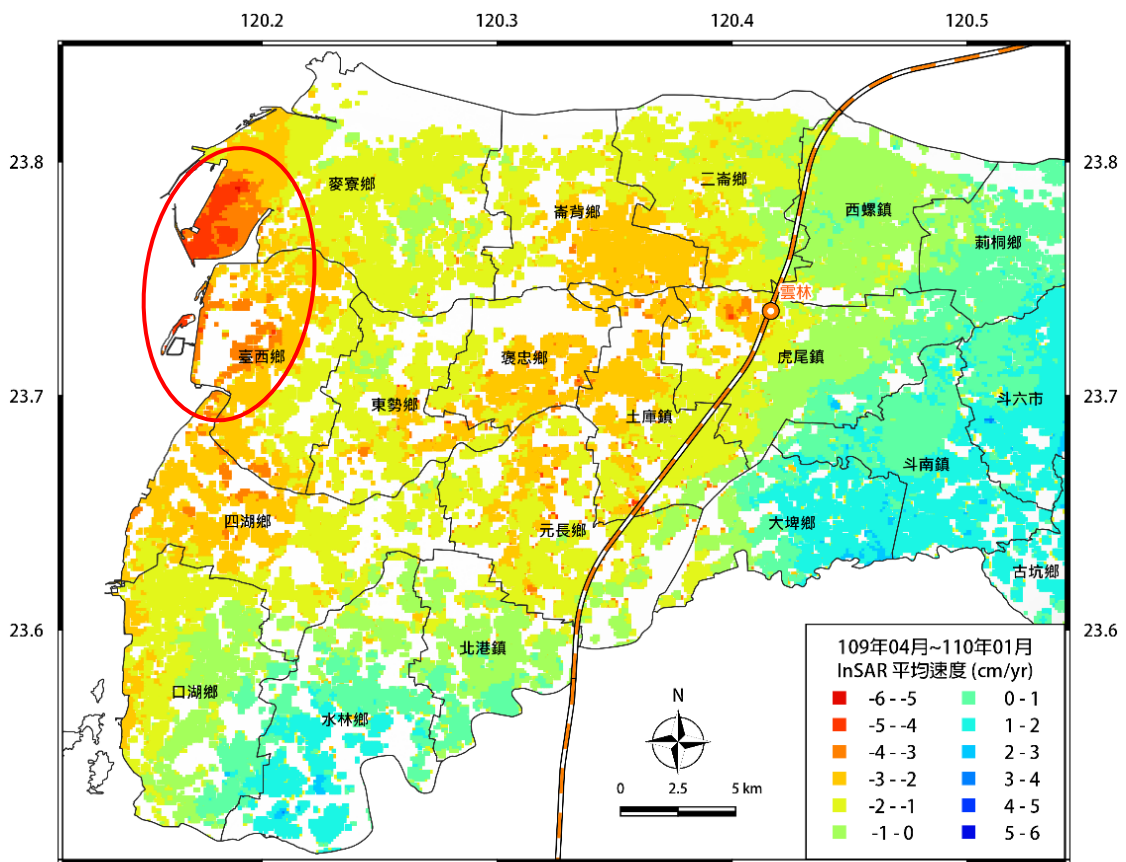 120.2 120.3 120.4 120.5
23.8 23.8
麥寮鄉
二崙鄉
崙背鄉
西螺鎮
莿桐鄉
雲林
臺西鄉
褒忠鄉
虎尾鎮
23.7 23.7
東勢鄉
土庫鎮
斗六市
斗南鎮
四湖鄉
元長鄉
大埤鄉
古坑鄉
23.6 23.6
北港鎮
口湖鄉
水林鄉
N
0 2.5 5 km
109年04月~110年01月
InSAR 平均速度 (cm/yr)
-6 - -5 0 - 1
-5 - -4 1 - 2
-4 - -3 2 - 3
-3 - -2 3 - 4
-2 - -1 4 - 5
-1 - 0 5 - 6